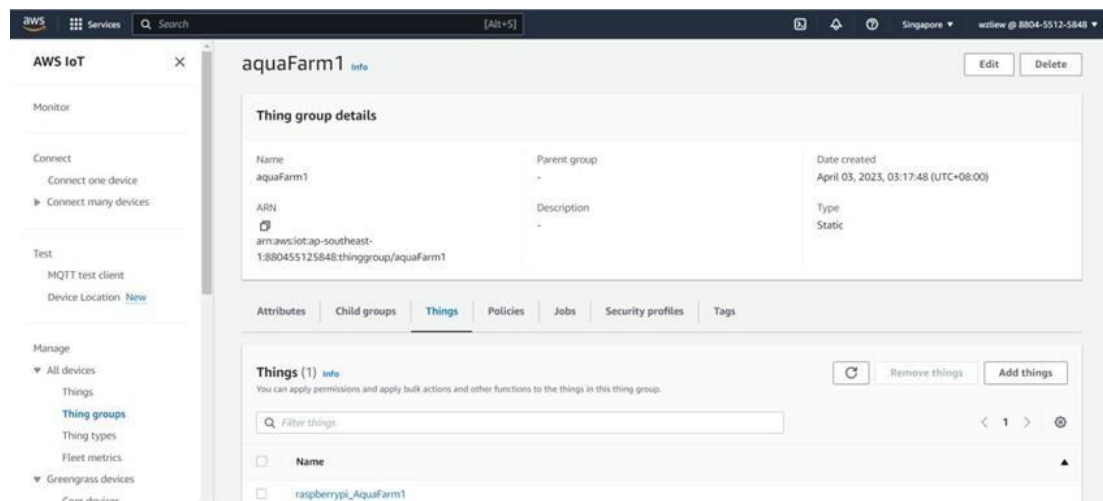 aws
Services
Search
[Alt+S]
Singapore ▼
wzliew @ 8804-5512-5848 ▼
AWS IoT
Monitor
Connect
Connect one device
Connect many devices
Test
MQTT test client
Device Location New
Manage
All devices
Things
Thing groups
Thing types
Fleet metrics
Greengrass devices
Core devices
aquaFarm1 Info
Edit
Delete
Thing group details
Name
aquaFarm1
Parent group
-
Date created
April 03, 2023, 03:17:48 (UTC+08:00)
ARN
arn:aws:iot:ap-southeast-
1:880455125848:thinggroup/aquaFarm1
Description
-
Type
Static
Attributes
Child groups
Things
Policies
Jobs
Security profiles
Tags
Things (1) Info
You can apply permissions and apply bulk actions and other functions to the things in this thing group.
Remove things
Add things
Filter things
1
Name
raspberrypi_AquaFarm1